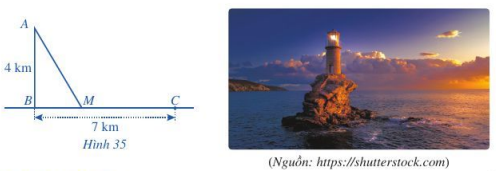 A
4 km
B
M
C
7 km
Hình 35
(Nguồn: https://shutterstock.com)